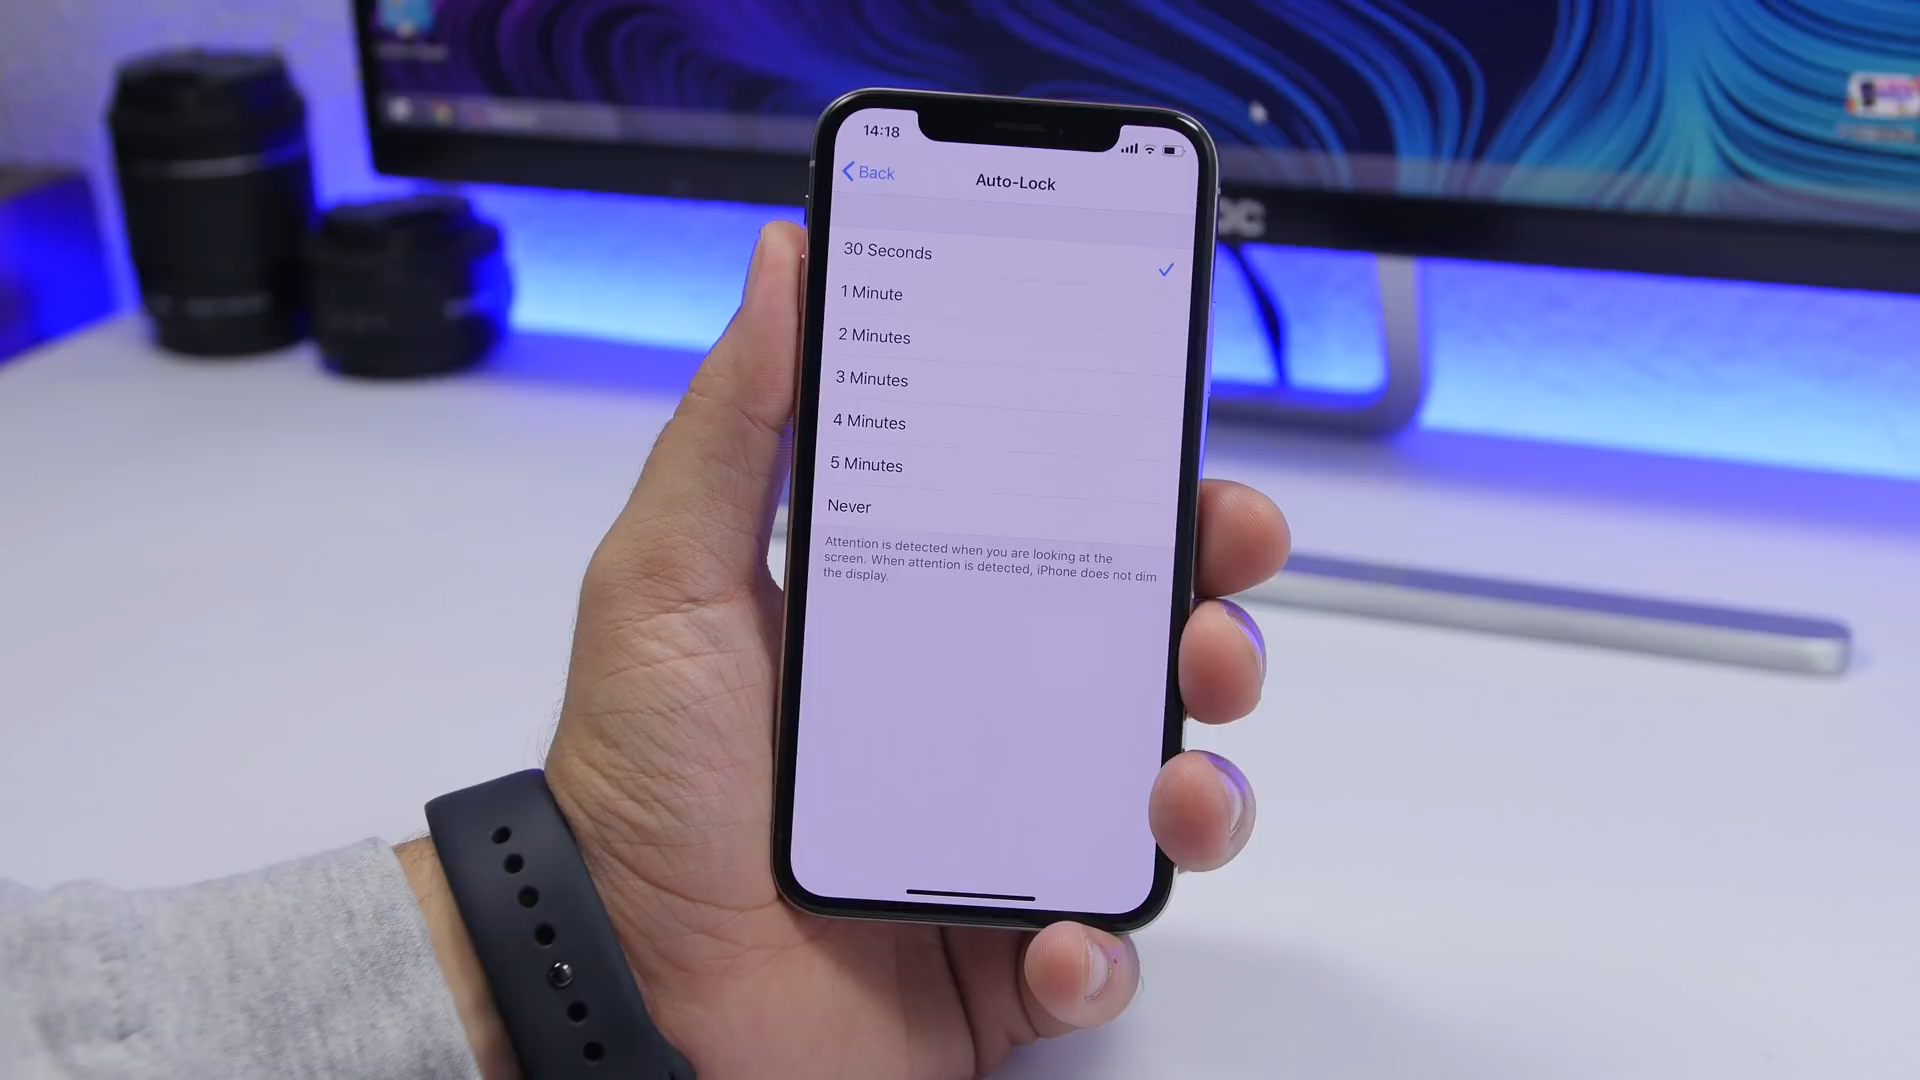 14:18
Back
Auto-Lock
30 Seconds
1 Minute
2 Minutes
3 Minutes
4 Minutes
5 Minutes
Never
Attention is detected when you are looking at the
screen. When attention is detected, iPhone does not dim
the display.